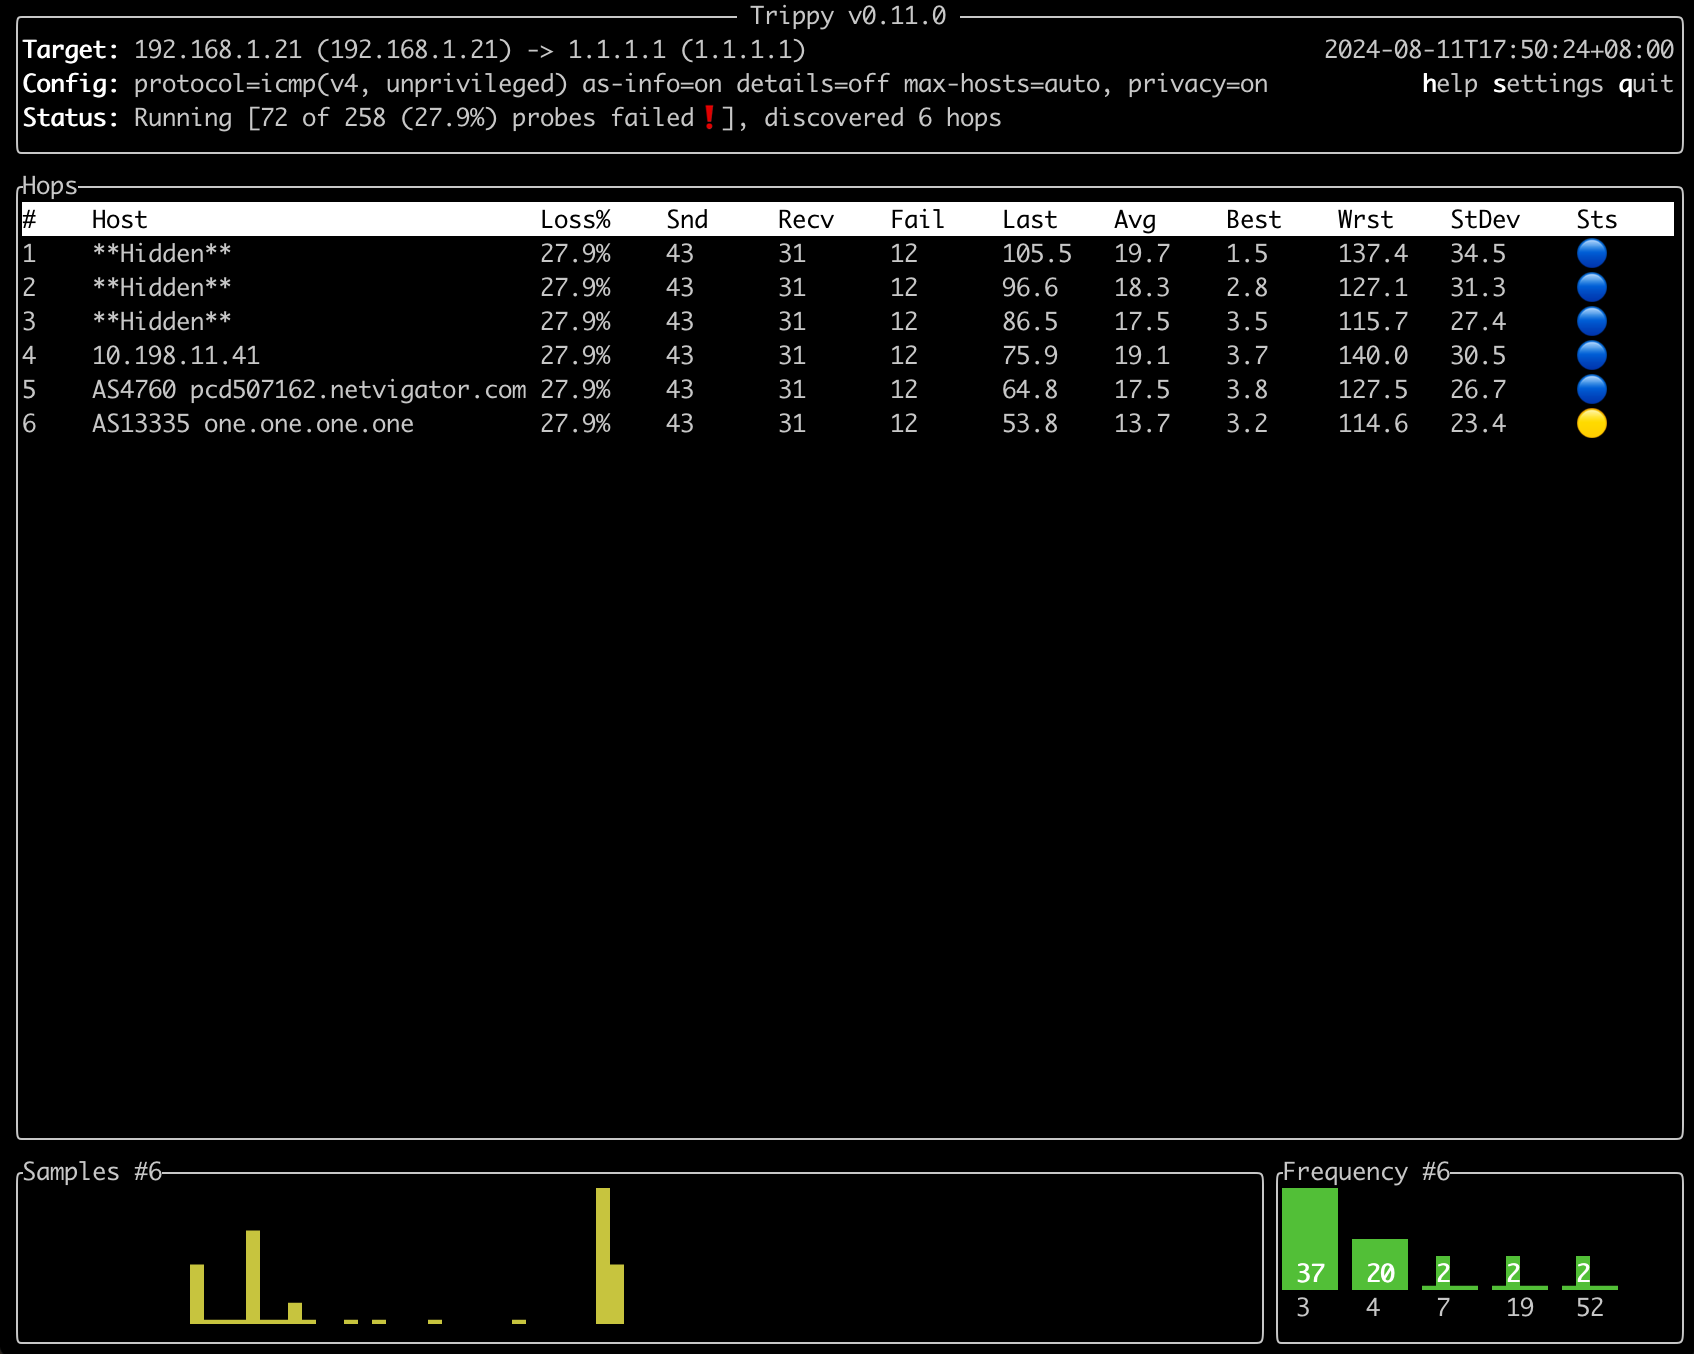 Trippy v0.11.0
Target: 192.168.1.21 (192.168.1.21) -> 1.1.1.1 (1.1.1.1) 2024-08-11T17:50:24+08:00
Config: protocol=icmp(v4, unprivileged) as-info=on details=off max-hosts=auto, privacy=on help settings quit
Status: Running [72 of 258 (27.9%) probes failed❗], discovered 6 hops
Hops
# Host Loss% Snd Recv Fail Last Avg Best Wrst StDev Sts
1 **Hidden** 27.9% 43 31 12 105.5 19.7 1.5 137.4 34.5
2 **Hidden** 27.9% 43 31 12 96.6 18.3 2.8 127.1 31.3
3 **Hidden** 27.9% 43 31 12 86.5 17.5 3.5 115.7 27.4
4 10.198.11.41 27.9% 43 31 12 75.9 19.1 3.7 140.0 30.5
5 AS4760 pcd507162.netvigator.com 27.9% 43 31 12 64.8 17.5 3.8 127.5 26.7
6 AS13335 one.one.one.one 27.9% 43 31 12 53.8 13.7 3.2 114.6 23.4
Samples #6
Frequency #6
37 20 2 2 2
3 4 7 19 52